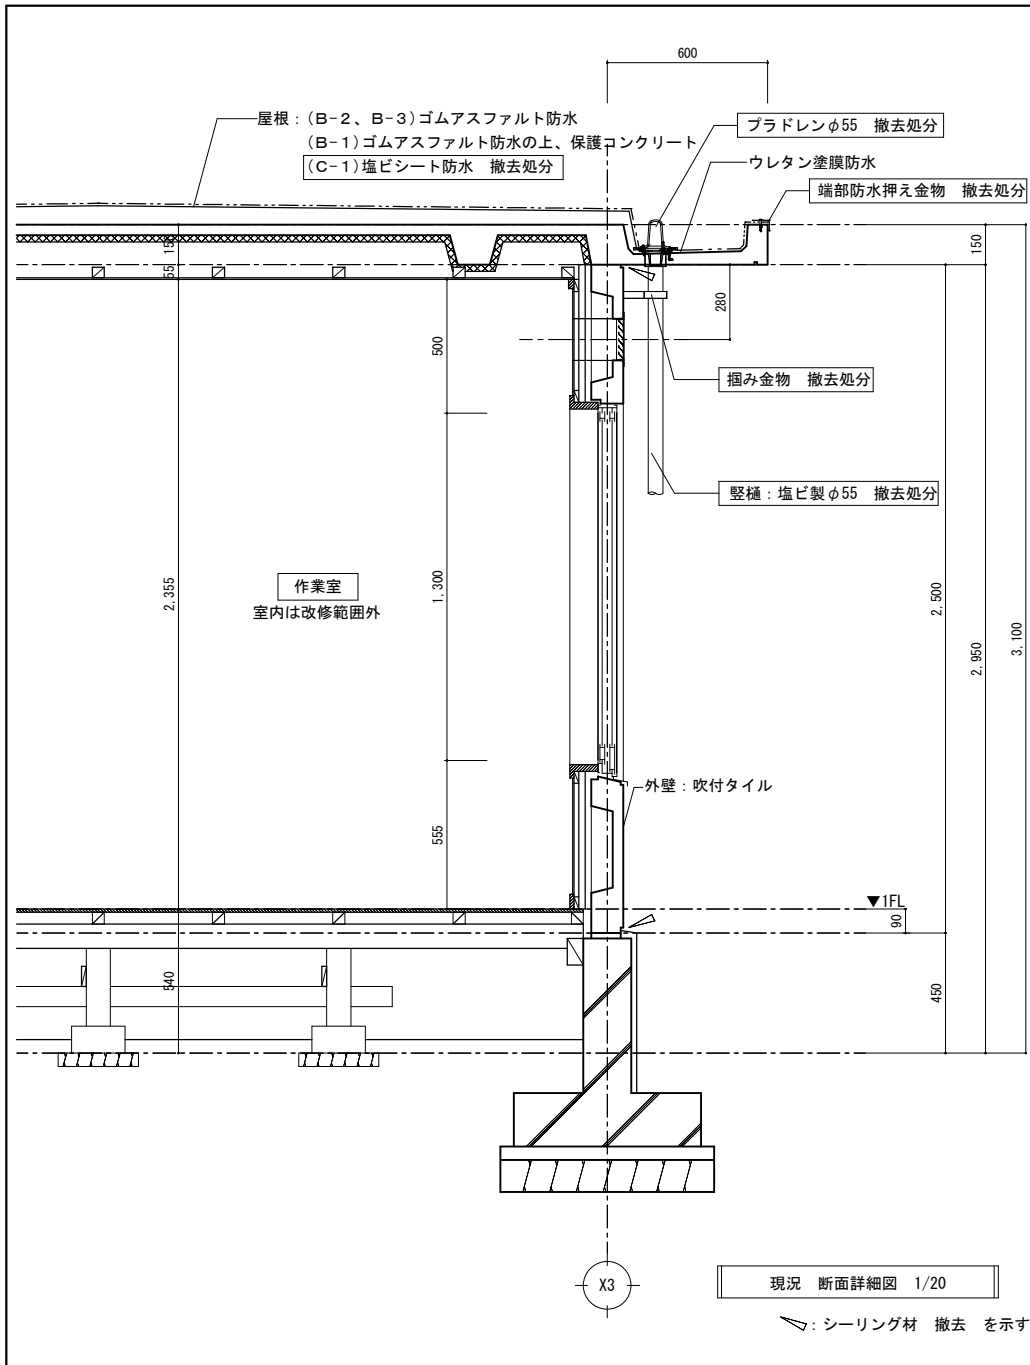 600
屋根：(B-2、B-3)ゴムアスファルト防水
(B-1)ゴムアスファルト防水の上、保護コンクリート
(C-1)塩ビシート防水　撤去処分
プラドレンφ55　撤去処分
ウレタン塗膜防水
端部防水押え金物　撤去処分
150
55
150
280
500
掴み金物　撤去処分
竪樋：塩ビ製φ55　撤去処分
作業室
室内は改修範囲外
2,355
1,300
2,500
2,950
3,100
外壁：吹付タイル
555
▼1FL
90
540
450
X3
現況　断面詳細図　1/20
：シーリング材　撤去　を示す